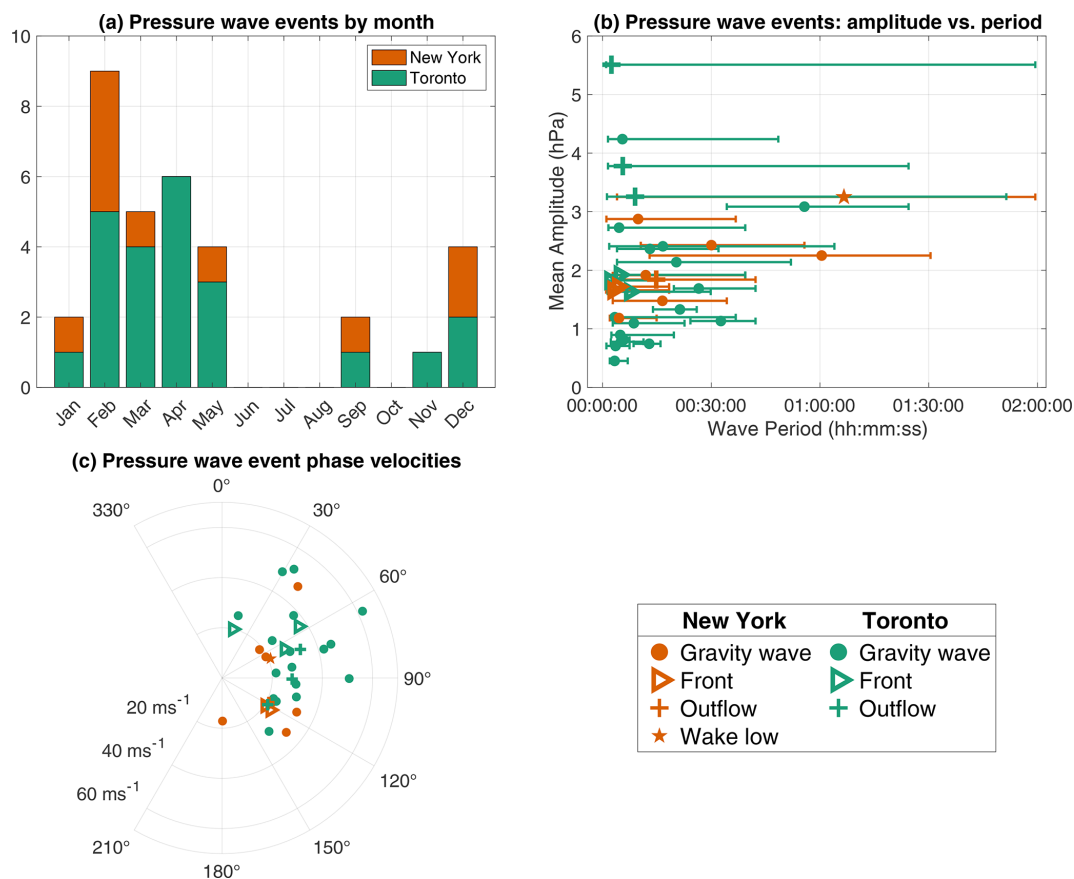 (a) Pressure wave events by month
10
8
6
4
2
0
New York
Toronto
Jan
Feb
Mar
Apr
May
Jun
Jul
Aug
Sep
Oct
Nov
Dec
(b) Pressure wave events: amplitude vs. period
Mean Amplitude (hPa)
6
5
4
3
2
1
0
00:00:00
00:30:00
01:00:00
01:30:00
02:00:00
Wave Period (hh:mm:ss)
(c) Pressure wave event phase velocities
0°
330°
30°
60°
90°
20 ms⁻¹
40 ms⁻¹
60 ms⁻¹
120°
210°
150°
180°
New York Toronto
Gravity wave Gravity wave
Front Front
Outflow Outflow
Wake low